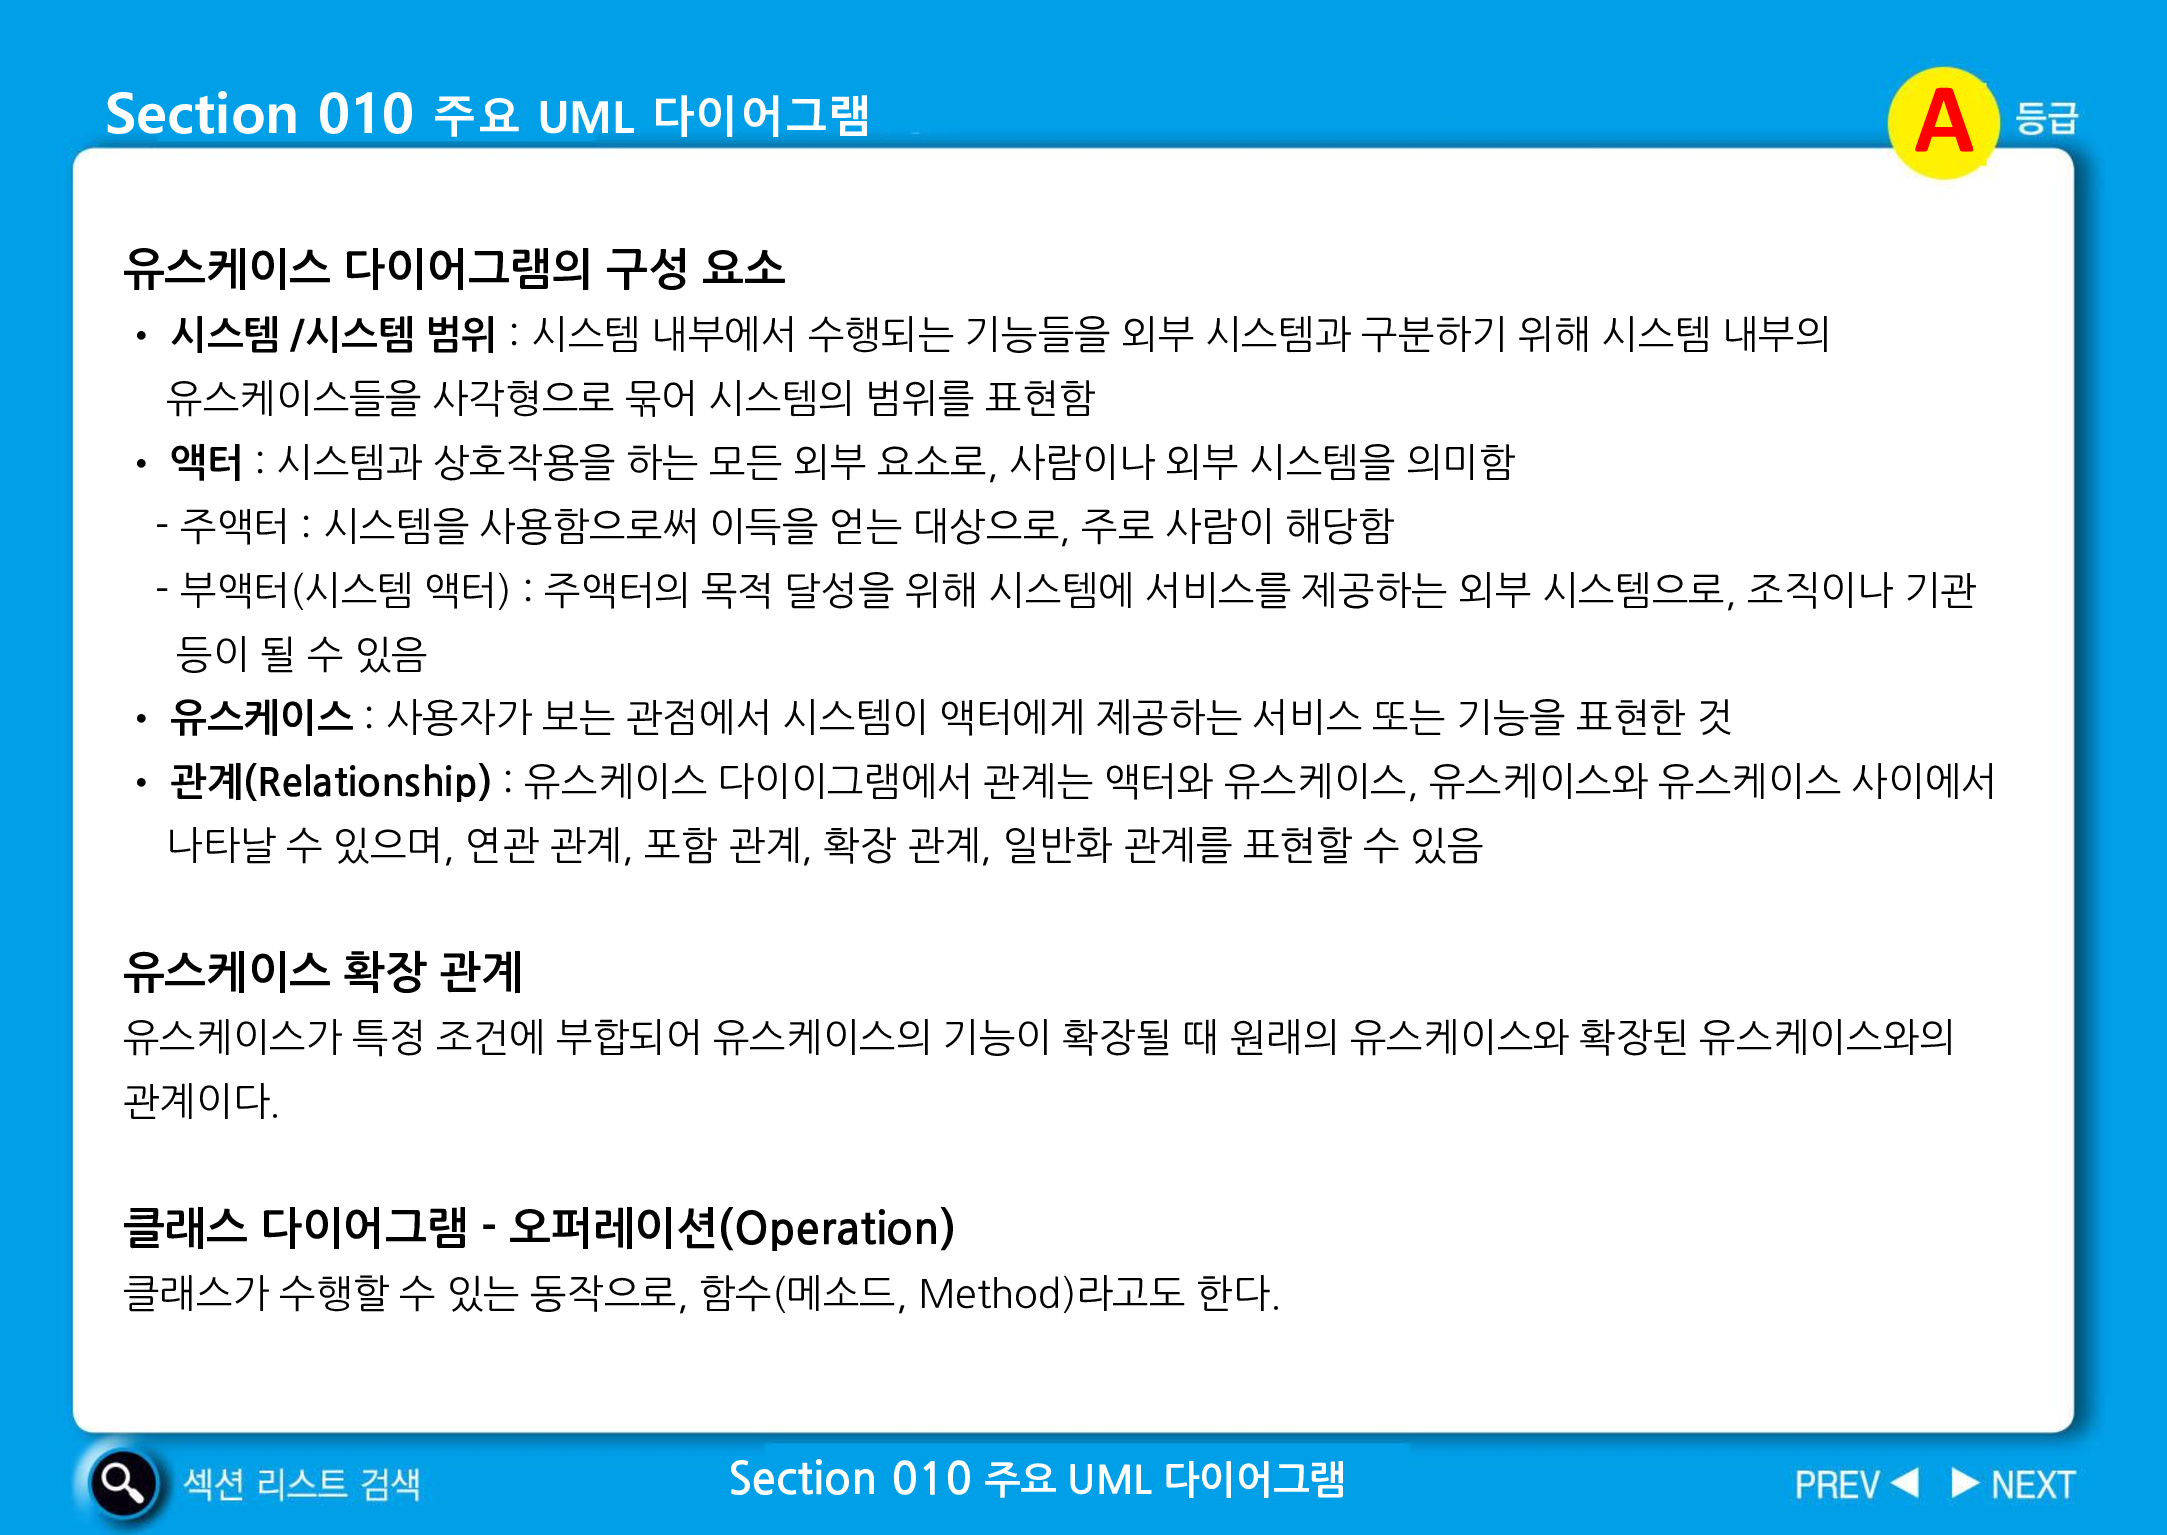 Section 010 주요 UML 다이어그램
A 등급
유스케이스 다이어그램의 구성 요소
• 시스템 /시스템 범위 : 시스템 내부에서 수행되는 기능들을 외부 시스템과 구분하기 위해 시스템 내부의
유스케이스들을 사각형으로 묶어 시스템의 범위를 표현함
• 액터 : 시스템과 상호작용을 하는 모든 외부 요소로, 사람이나 외부 시스템을 의미함
- 주액터 : 시스템을 사용함으로써 이득을 얻는 대상으로, 주로 사람이 해당함
- 부액터(시스템 액터) : 주액터의 목적 달성을 위해 시스템에 서비스를 제공하는 외부 시스템으로, 조직이나 기관
등이 될 수 있음
• 유스케이스 : 사용자가 보는 관점에서 시스템이 액터에게 제공하는 서비스 또는 기능을 표현한 것
• 관계(Relationship) : 유스케이스 다이이그램에서 관계는 액터와 유스케이스, 유스케이스와 유스케이스 사이에서
나타날 수 있으며, 연관 관계, 포함 관계, 확장 관계, 일반화 관계를 표현할 수 있음
유스케이스 확장 관계
유스케이스가 특정 조건에 부합되어 유스케이스의 기능이 확장될 때 원래의 유스케이스와 확장된 유스케이스와의
관계이다.
클래스 다이어그램 - 오퍼레이션(Operation)
클래스가 수행할 수 있는 동작으로, 함수(메소드, Method)라고도 한다.
섹션 리스트 검색
Section 010 주요 UML 다이어그램
PREV ◀ ▶ NEXT